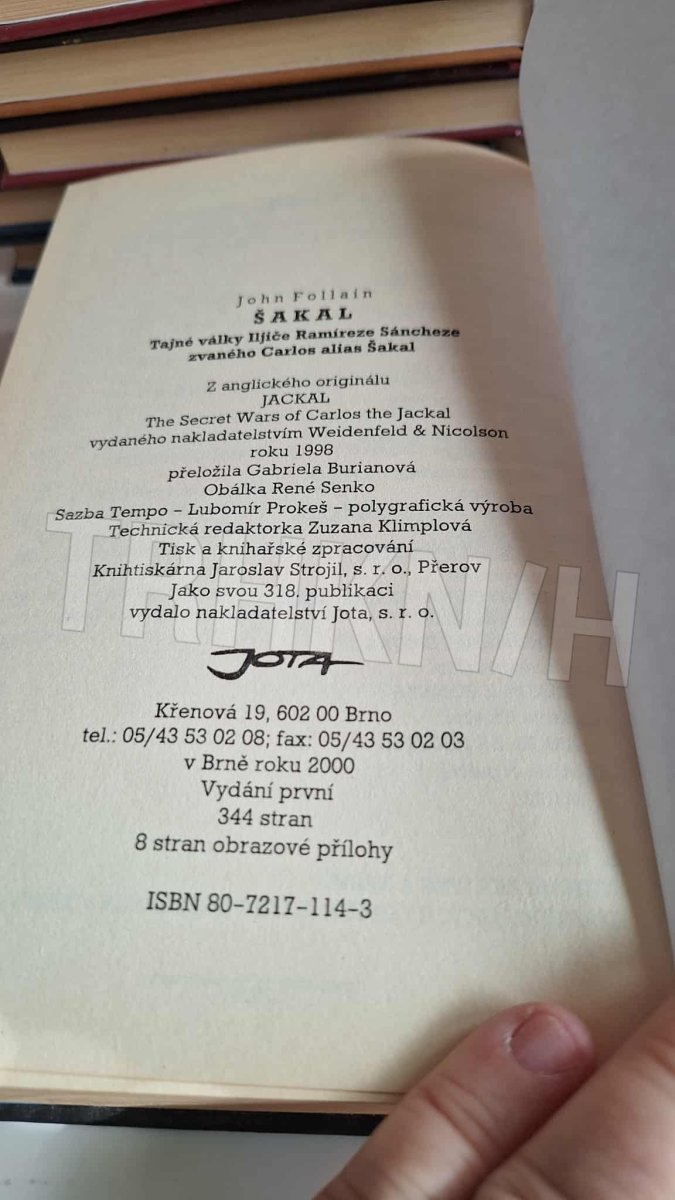 John Follain
ŠAKAL
Tajné války Iljiče Ramíreze Sáncheze
zvaného Carlos alias Šakal
Z anglického originálu
JACKAL
The Secret Wars of Carlos the Jackal
vydaného nakladatelstvím Weidenfeld & Nicolson
roku 1998
přeložila Gabriela Burianová
Obálka René Senko
Sazba Tempo – Lubomír Prokeš – polygrafická výroba
Technická redaktorka Zuzana Klimplová
Tisk a knihařské zpracování
Knihtiskárna Jaroslav Strojil, s. r. o., Přerov
Jako svou 318. publikaci
vydalo nakladatelství Jota, s. r. o.
TRHKN/H
JOTA
Křenová 19, 602 00 Brno
tel.: 05/43 53 02 08; fax: 05/43 53 02 03
v Brně roku 2000
Vydání první
344 stran
8 stran obrazové přílohy
ISBN 80-7217-114-3